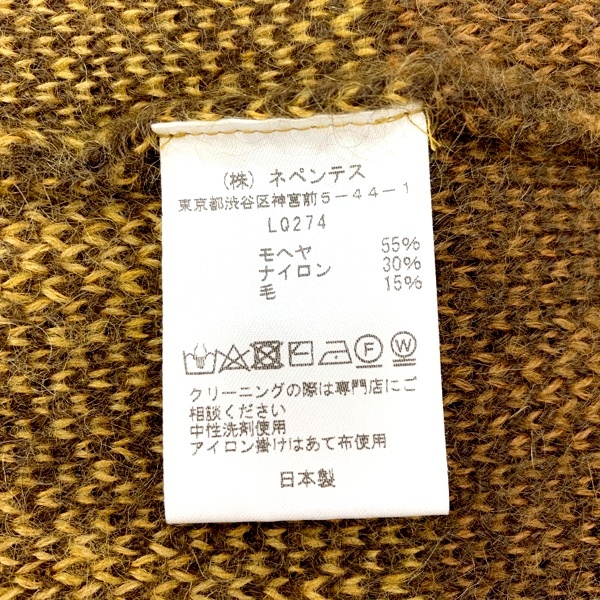 (株) ネペンテス
東京都渋谷区神宮前5-44-1
LQ274
モヘヤ 55%
ナイロン 30%
毛 15%
F W
クリーニングの際は専門店にご
相談ください
中性洗剤使用
アイロン掛けはあて布使用
日本製